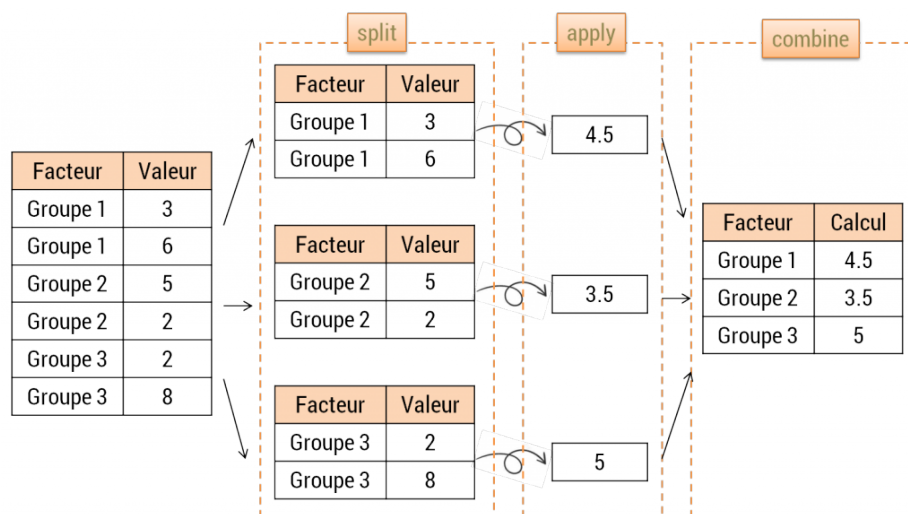 split
apply
combine
Facteur Valeur
Groupe 1 3
Groupe 1 6
Groupe 2 5
Groupe 2 2
Groupe 3 2
Groupe 3 8
Facteur Valeur
Groupe 1 3
Groupe 1 6
Facteur Valeur
Groupe 2 5
Groupe 2 2
Facteur Valeur
Groupe 3 2
Groupe 3 8
4.5
3.5
5
Facteur Calcul
Groupe 1 4.5
Groupe 2 3.5
Groupe 3 5